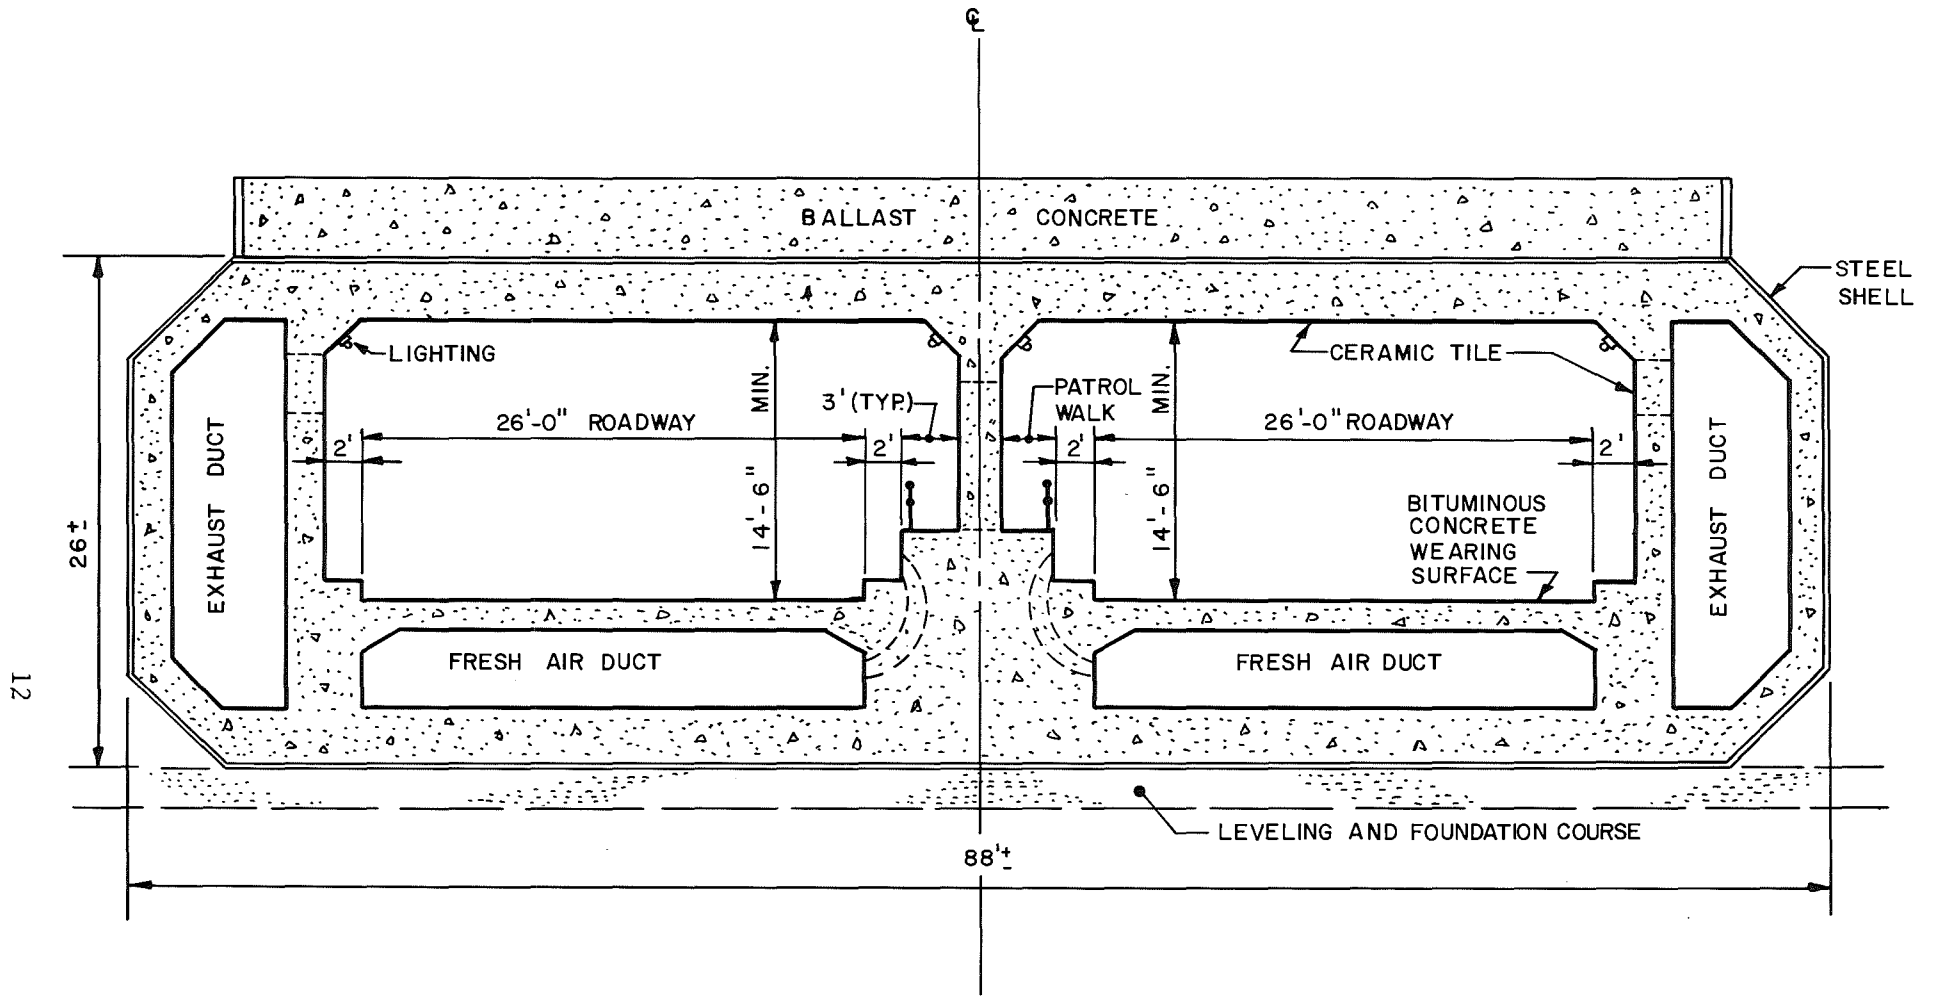 ℄
BALLAST CONCRETE
STEEL
SHELL
LIGHTING
CERAMIC TILE
MIN.
3' (TYP.)
PATROL
WALK
MIN.
26'-0" ROADWAY
26'-0" ROADWAY
2'
2'
2'
2'
14'-6"
14'-6"
EXHAUST DUCT
EXHAUST DUCT
BITUMINOUS
CONCRETE
WEARING
SURFACE
26±
FRESH AIR DUCT
FRESH AIR DUCT
12
LEVELING AND FOUNDATION COURSE
88'±